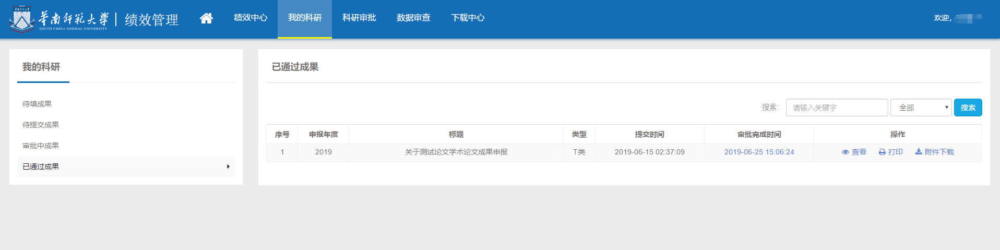 1933
华南师范大学
SOUTH CHINA NORMAL UNIVERSITY
绩效管理
绩效中心
我的科研
科研审批
数据审查
下载中心
欢迎,
我的科研
待填成果
待提交成果
审批中成果
已通过成果
已通过成果
搜索: 请输入关键字 全部 搜索
序号 申报年度 标题 类型 提交时间 审批完成时间 操作
1 2019 关于测试论文学术论文成果申报 T类 2019-06-15 02:37:09 2019-06-25 15:06:24 查看 打印 附件下载